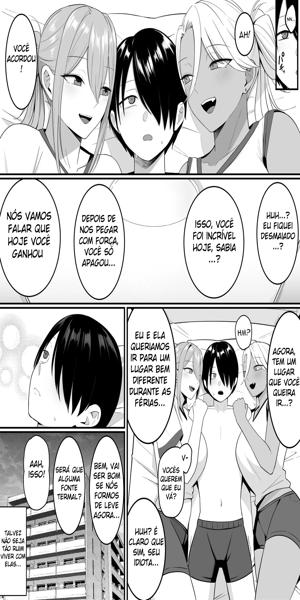 NN..
AH!
VOCÊ
ACORDOU
!
HUH...?
EU FIQUEI
DESMAIADO
...?
ISSO, VOCÊ
FOI INCRÍVEL
HOJE, SABIA
...?
DEPOIS DE
NOS PEGAR
COM FORÇA,
VOCÊ SÓ
APAGOU...
NÓS VAMOS
FALAR QUE
HOJE VOCÊ
GANHOU
HM?
AGORA,
TEM UM
LUGAR QUE
VOCÊ
QUEIRA
IR...?
EU E ELA
QUERIAMOS
IR PARA UM
LUGAR BEM
DIFERENTE
DURANTE AS
FÉRIAS...
V-
VOCÊS
QUEREM QUE
EU VÁ?
HUH? É
CLARO QUE
SIM, SEU
IDIOTA...
BEM, VAI
SER BOM SE
NÓS
FORMOS
DE LEVE
AGORA...
SERÁ QUE
ALGUMA
FONTE
TERMAL?
AAH,
ISSO!
TALVEZ
NÃO SEJA
TÃO RUIM
VIVER COM
ELAS...